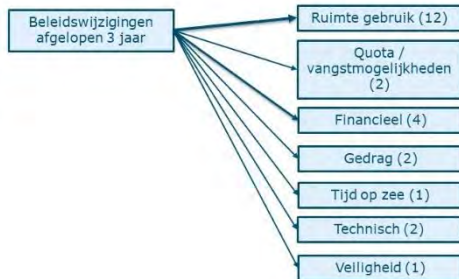 Beleidswijzigingen
afgelopen 3 jaar
Ruimte gebruik (12)
Quota /
vangstmogelijkheden
(2)
Financieel (4)
Gedrag (2)
Tijd op zee (1)
Technisch (2)
Veiligheid (1)